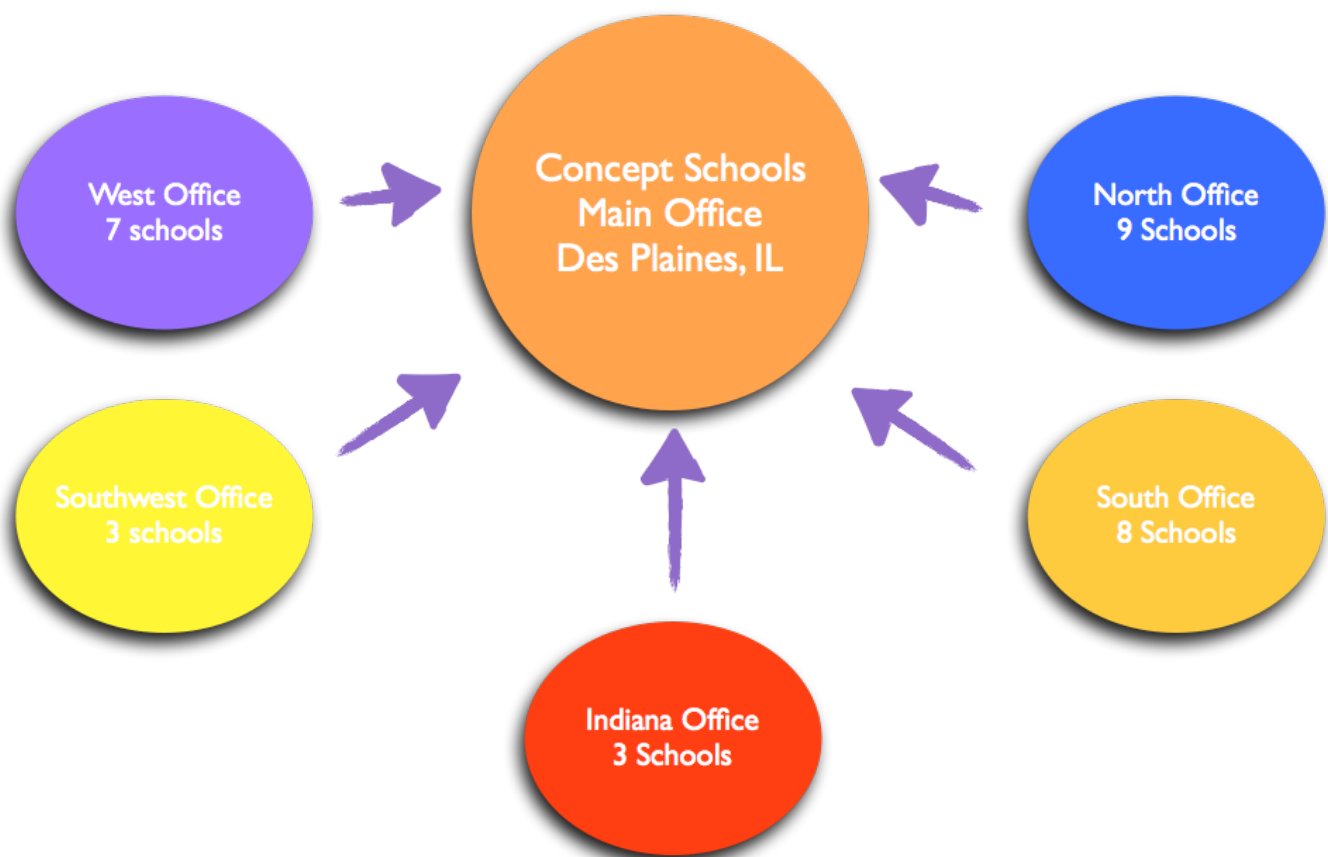 Concept Schools
Main Office
Des Plaines, IL
West Office
7 schools
North Office
9 Schools
Southwest Office
3 schools
South Office
8 Schools
Indiana Office
3 Schools